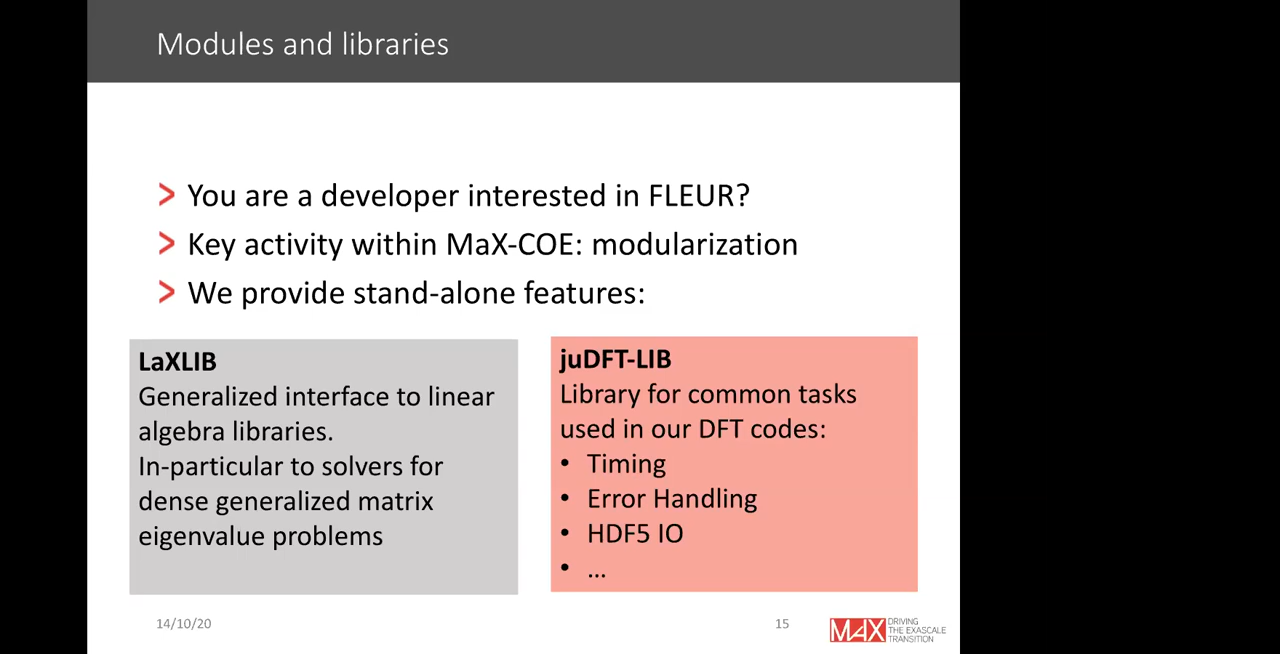 Modules and libraries
> You are a developer interested in FLEUR?
> Key activity within MaX-COE: modularization
> We provide stand-alone features:
LaXLIB
Generalized interface to linear
algebra libraries.
In-particular to solvers for
dense generalized matrix
eigenvalue problems
juDFT-LIB
Library for common tasks
used in our DFT codes:
• Timing
• Error Handling
• HDF5 IO
• ...
14/10/20
15
MAX
DRIVING
THE EXASCALE
TRANSITION